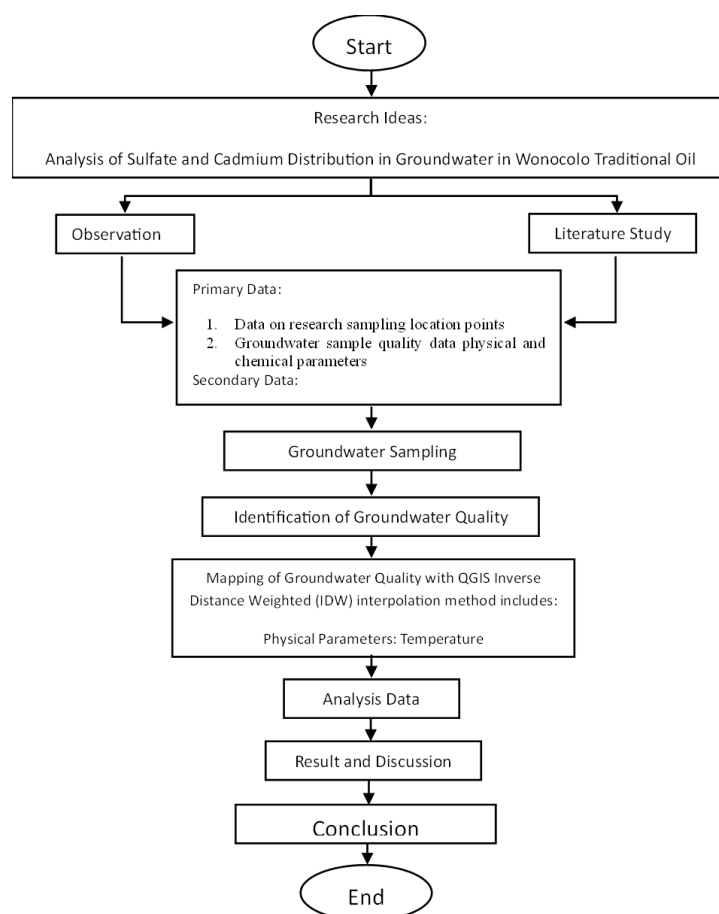 Start
Research Ideas:
Analysis of Sulfate and Cadmium Distribution in Groundwater in Wonocolo Traditional Oil
Observation
Literature Study
Primary Data:
1. Data on research sampling location points
2. Groundwater sample quality data physical and
chemical parameters
Secondary Data:
Groundwater Sampling
Identification of Groundwater Quality
Mapping of Groundwater Quality with QGIS Inverse
Distance Weighted (IDW) interpolation method includes:
Physical Parameters: Temperature
Analysis Data
Result and Discussion
Conclusion
End